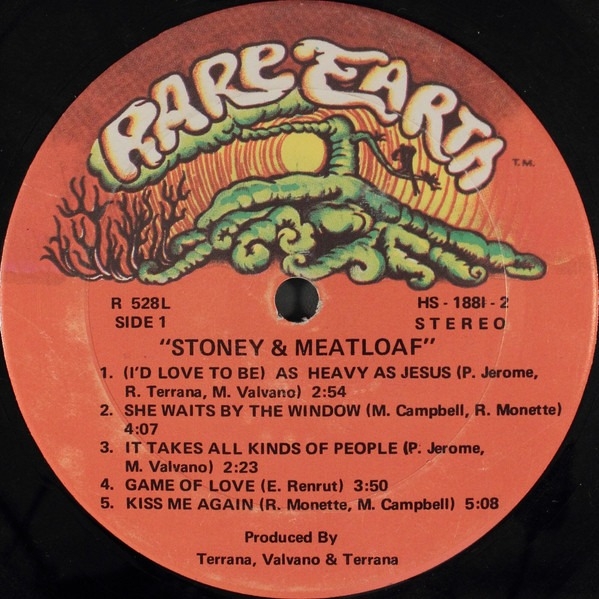 RARE EARTH
T.M.
R 528L HS - 1881 - 2
SIDE 1 STEREO
"STONEY & MEATLOAF"
1. (I'D LOVE TO BE) AS HEAVY AS JESUS (P. Jerome,
R. Terrana, M. Valvano) 2:54
2. SHE WAITS BY THE WINDOW (M. Campbell, R. Monette)
4:07
3. IT TAKES ALL KINDS OF PEOPLE (P. Jerome,
M. Valvano) 2:23
4. GAME OF LOVE (E. Renrut) 3:50
5. KISS ME AGAIN (R. Monette, M. Campbell) 5:08
Produced By
Terrana, Valvano & Terrana